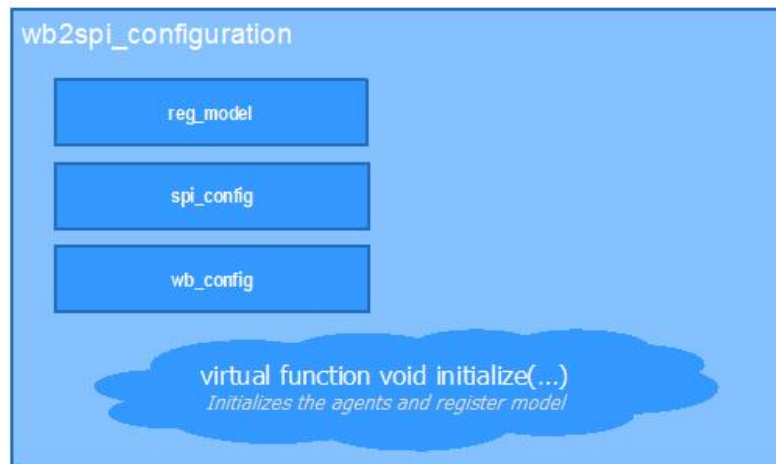 wb2spi_configuration
reg_model
spi_config
wb_config
virtual function void initialize(...)
Initializes the agents and register model